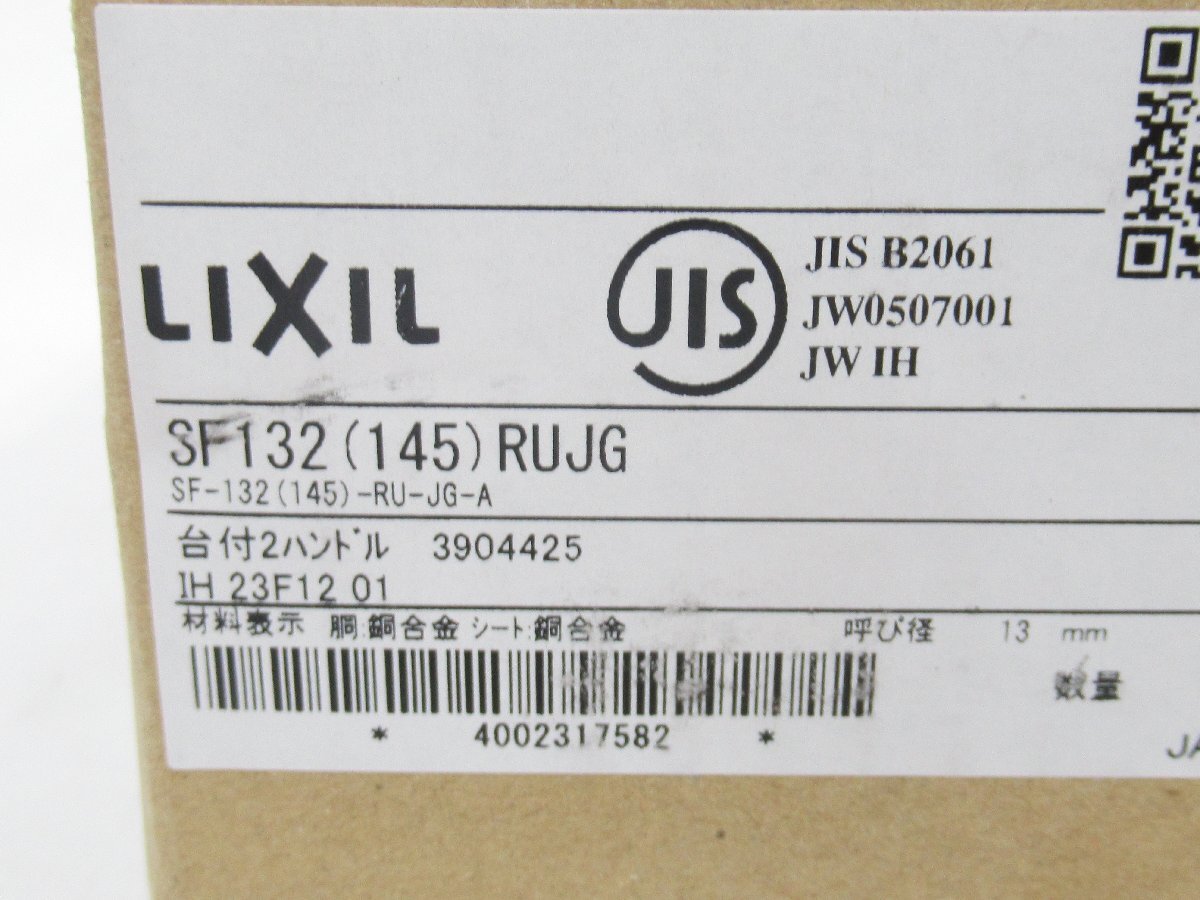 LIXIL
JIS
JIS B2061
JW0507001
JW IH
SF132(145)RUJG
SF-132(145)-RU-JG-A
台付2ハンドル 3904425
IH 23F12 01
材料表示 胴:銅合金 シート:銅合金 呼び径 13 mm
数量
* 4002317582 *
JA